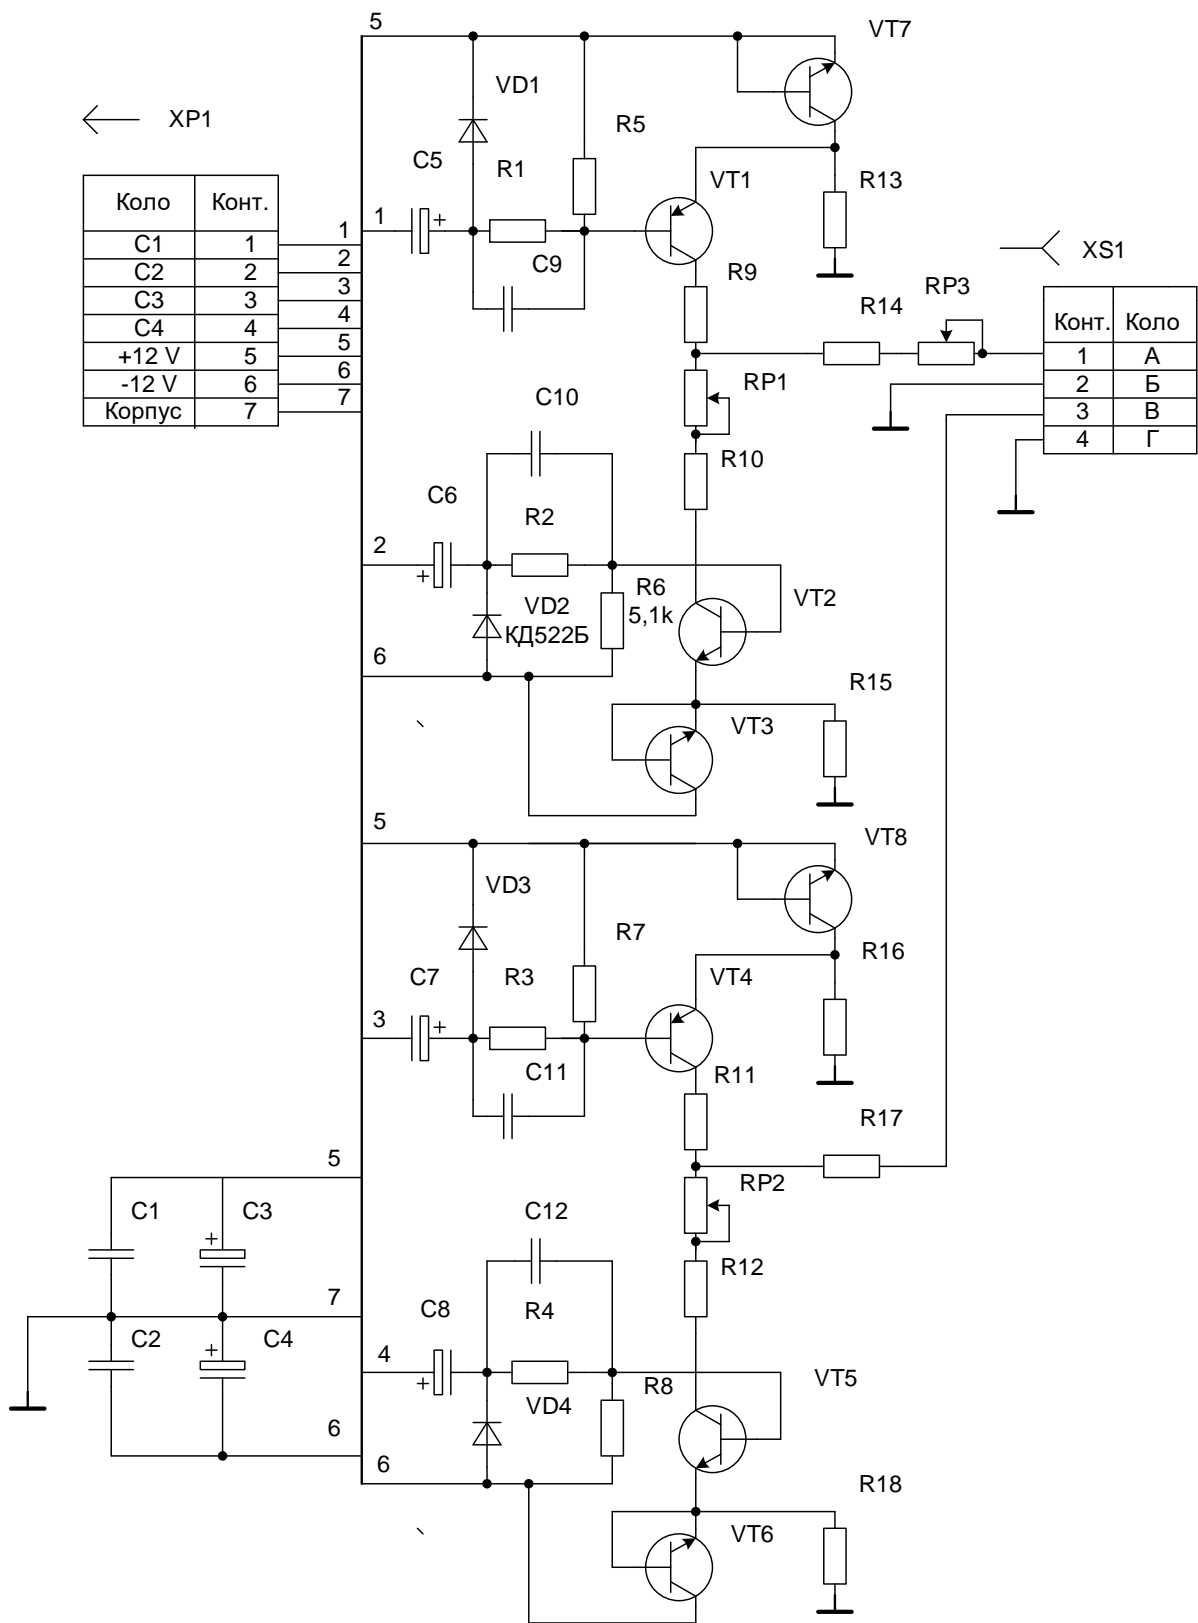 5
VT7
VD1
XP1
R5
C5
R1
VT1
R13
Коло Конт.
1
1
C1 1
2
C2 2
3
C3 3
4
C4 4
5
+12 V 5
6
-12 V 6
7
Корпус 7
+
C9
R9
XS1
R14
RP3
Конт. Коло
1 А
2 Б
3 В
4 Г
RP1
C10
R10
C6
R2
2
+
R6
5,1k
VD2
КД522Б
VT2
6
R15
VT3
5
VT8
VD3
R7
R16
C7
R3
VT4
3
+
C11
R11
R17
5
RP2
C1
C3
C12
+
R12
7
C8
R4
C2
C4
+
4
+
VD4
R8
VT5
6
6
R18
VT6